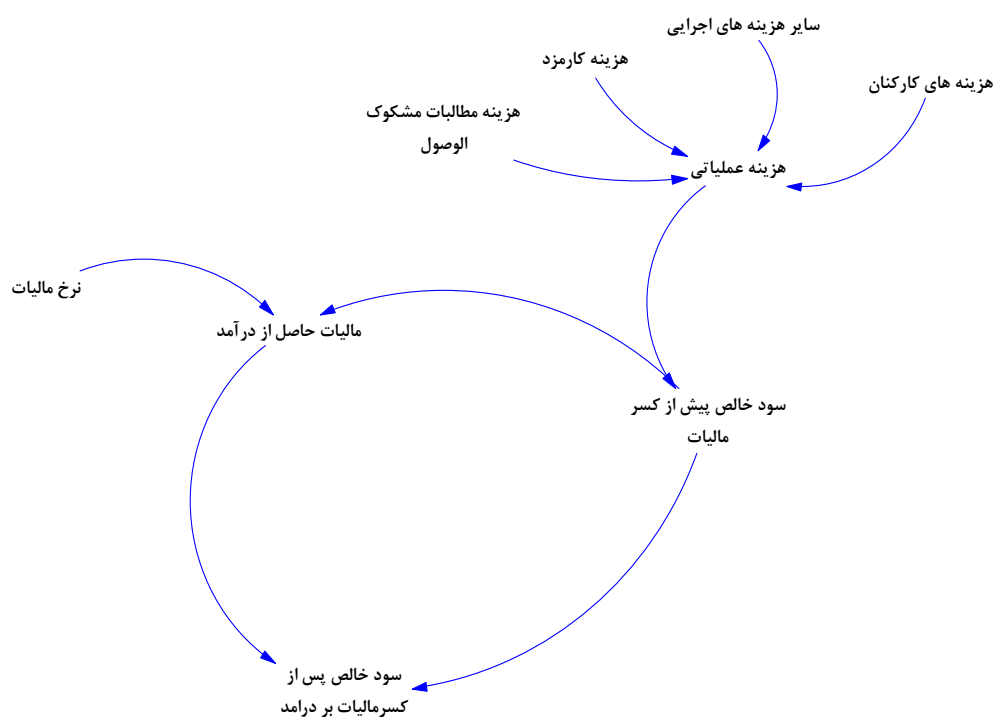 سایر هزینه های اجرایی
هزینه کارمزد
هزینه های کارکنان
هزینه مطالبات مشکوک
الوصول
هزینه عملیاتی
نرخ مالیات
مالیات حاصل از درآمد
سود خالص پیش از کسر
مالیات
سود خالص پس از
کسرمالیات بر درامد